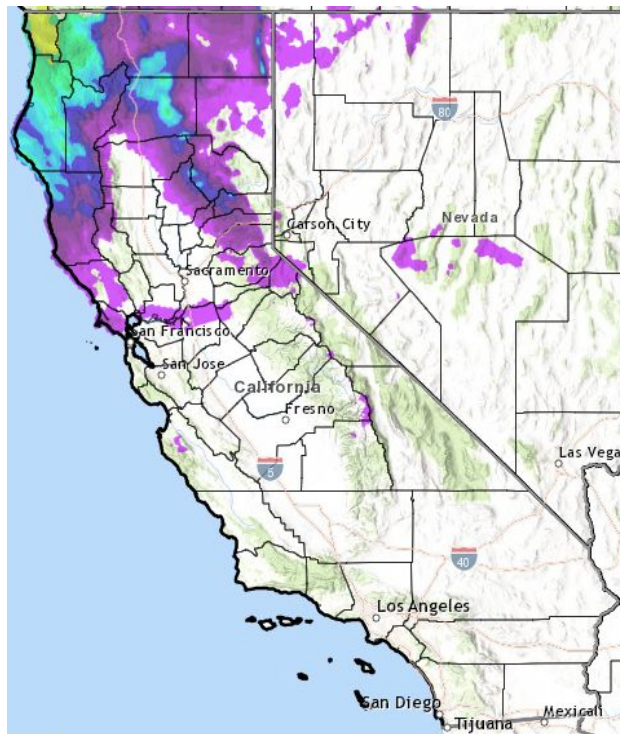 80
Nevada
Carson City
Sacramento
San Francisco
San Jose
California
Fresno
5
Las Vega
40
Los Angeles
San Diego
Tijuana
Mexicali